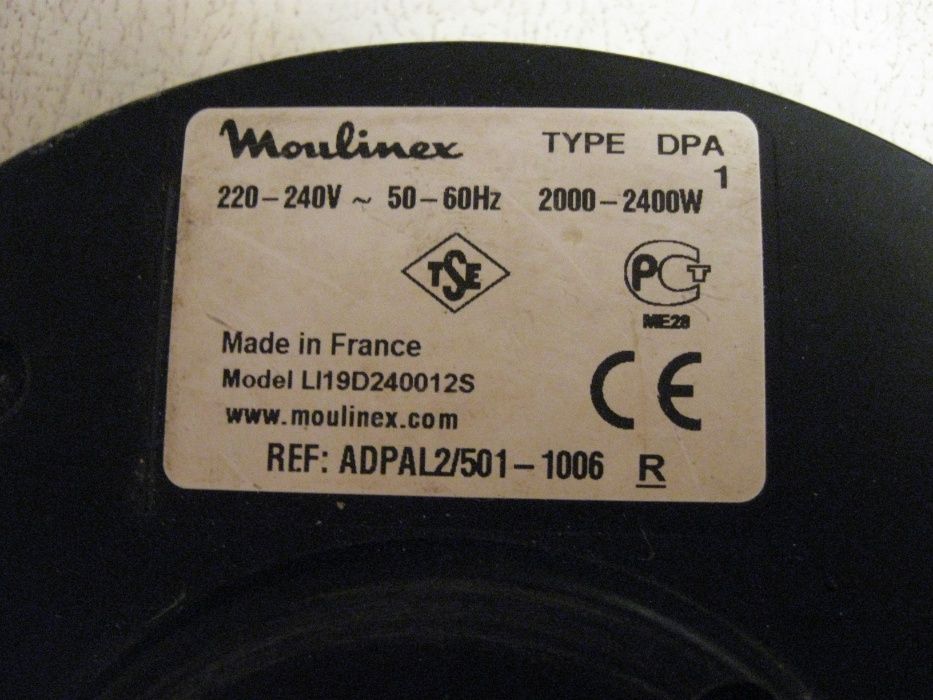 Moulinex TYPE DPA
1
220-240V ~ 50-60Hz 2000-2400W
TSE
PCT
ME28
Made in France
Model LI19D240012S
CE
www.moulinex.com
REF: ADPAL2/501-1006 R